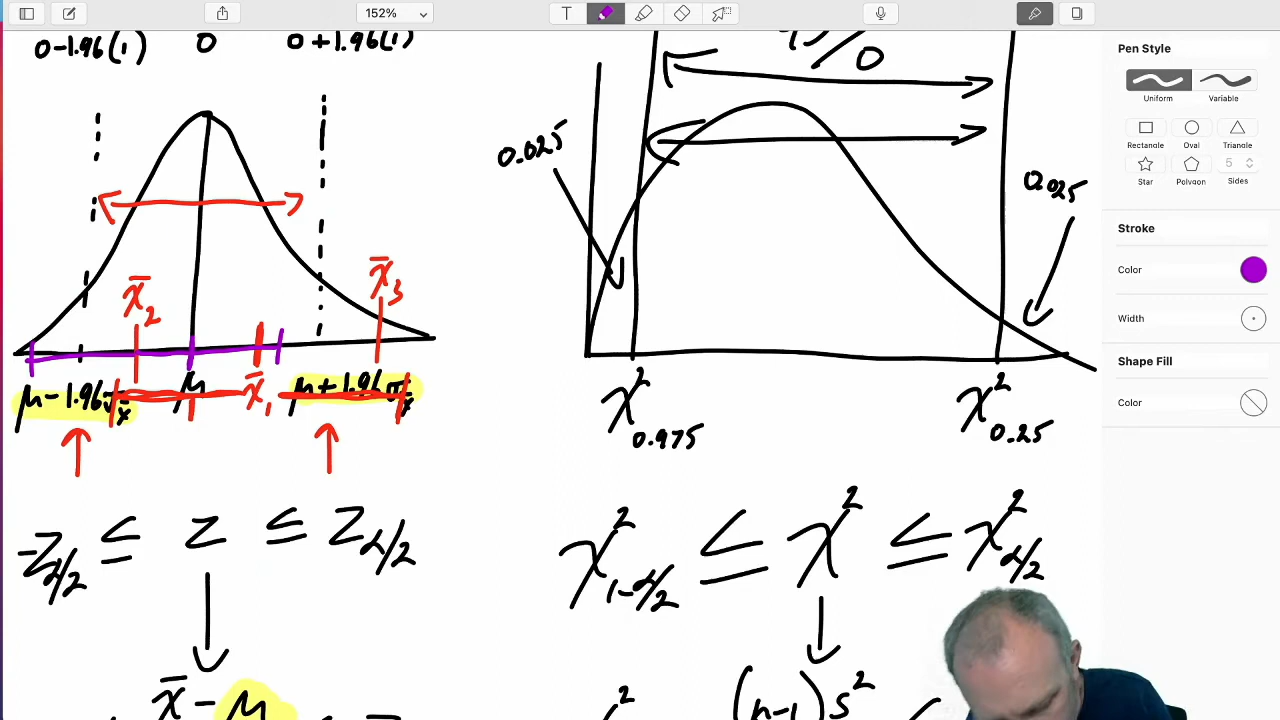 152%
T
0-1.96(1) 0 0+1.96(1)
0.025
0.025
x̄₂
x̄₃
μ-1.96σx̄ μ x̄₁ μ+1.96σx̄
χ²0.975
χ²0.25
-Zα/2 ≤ Z ≤ Zα/2
χ²1-α/2 ≤ χ² ≤ χ²α/2
x̄ - μ
(n-1)s²
Pen Style
Uniform Variable
Rectangle Oval Triangle
Star Polygon 5 Sides
Stroke
Color
Width
Shape Fill
Color